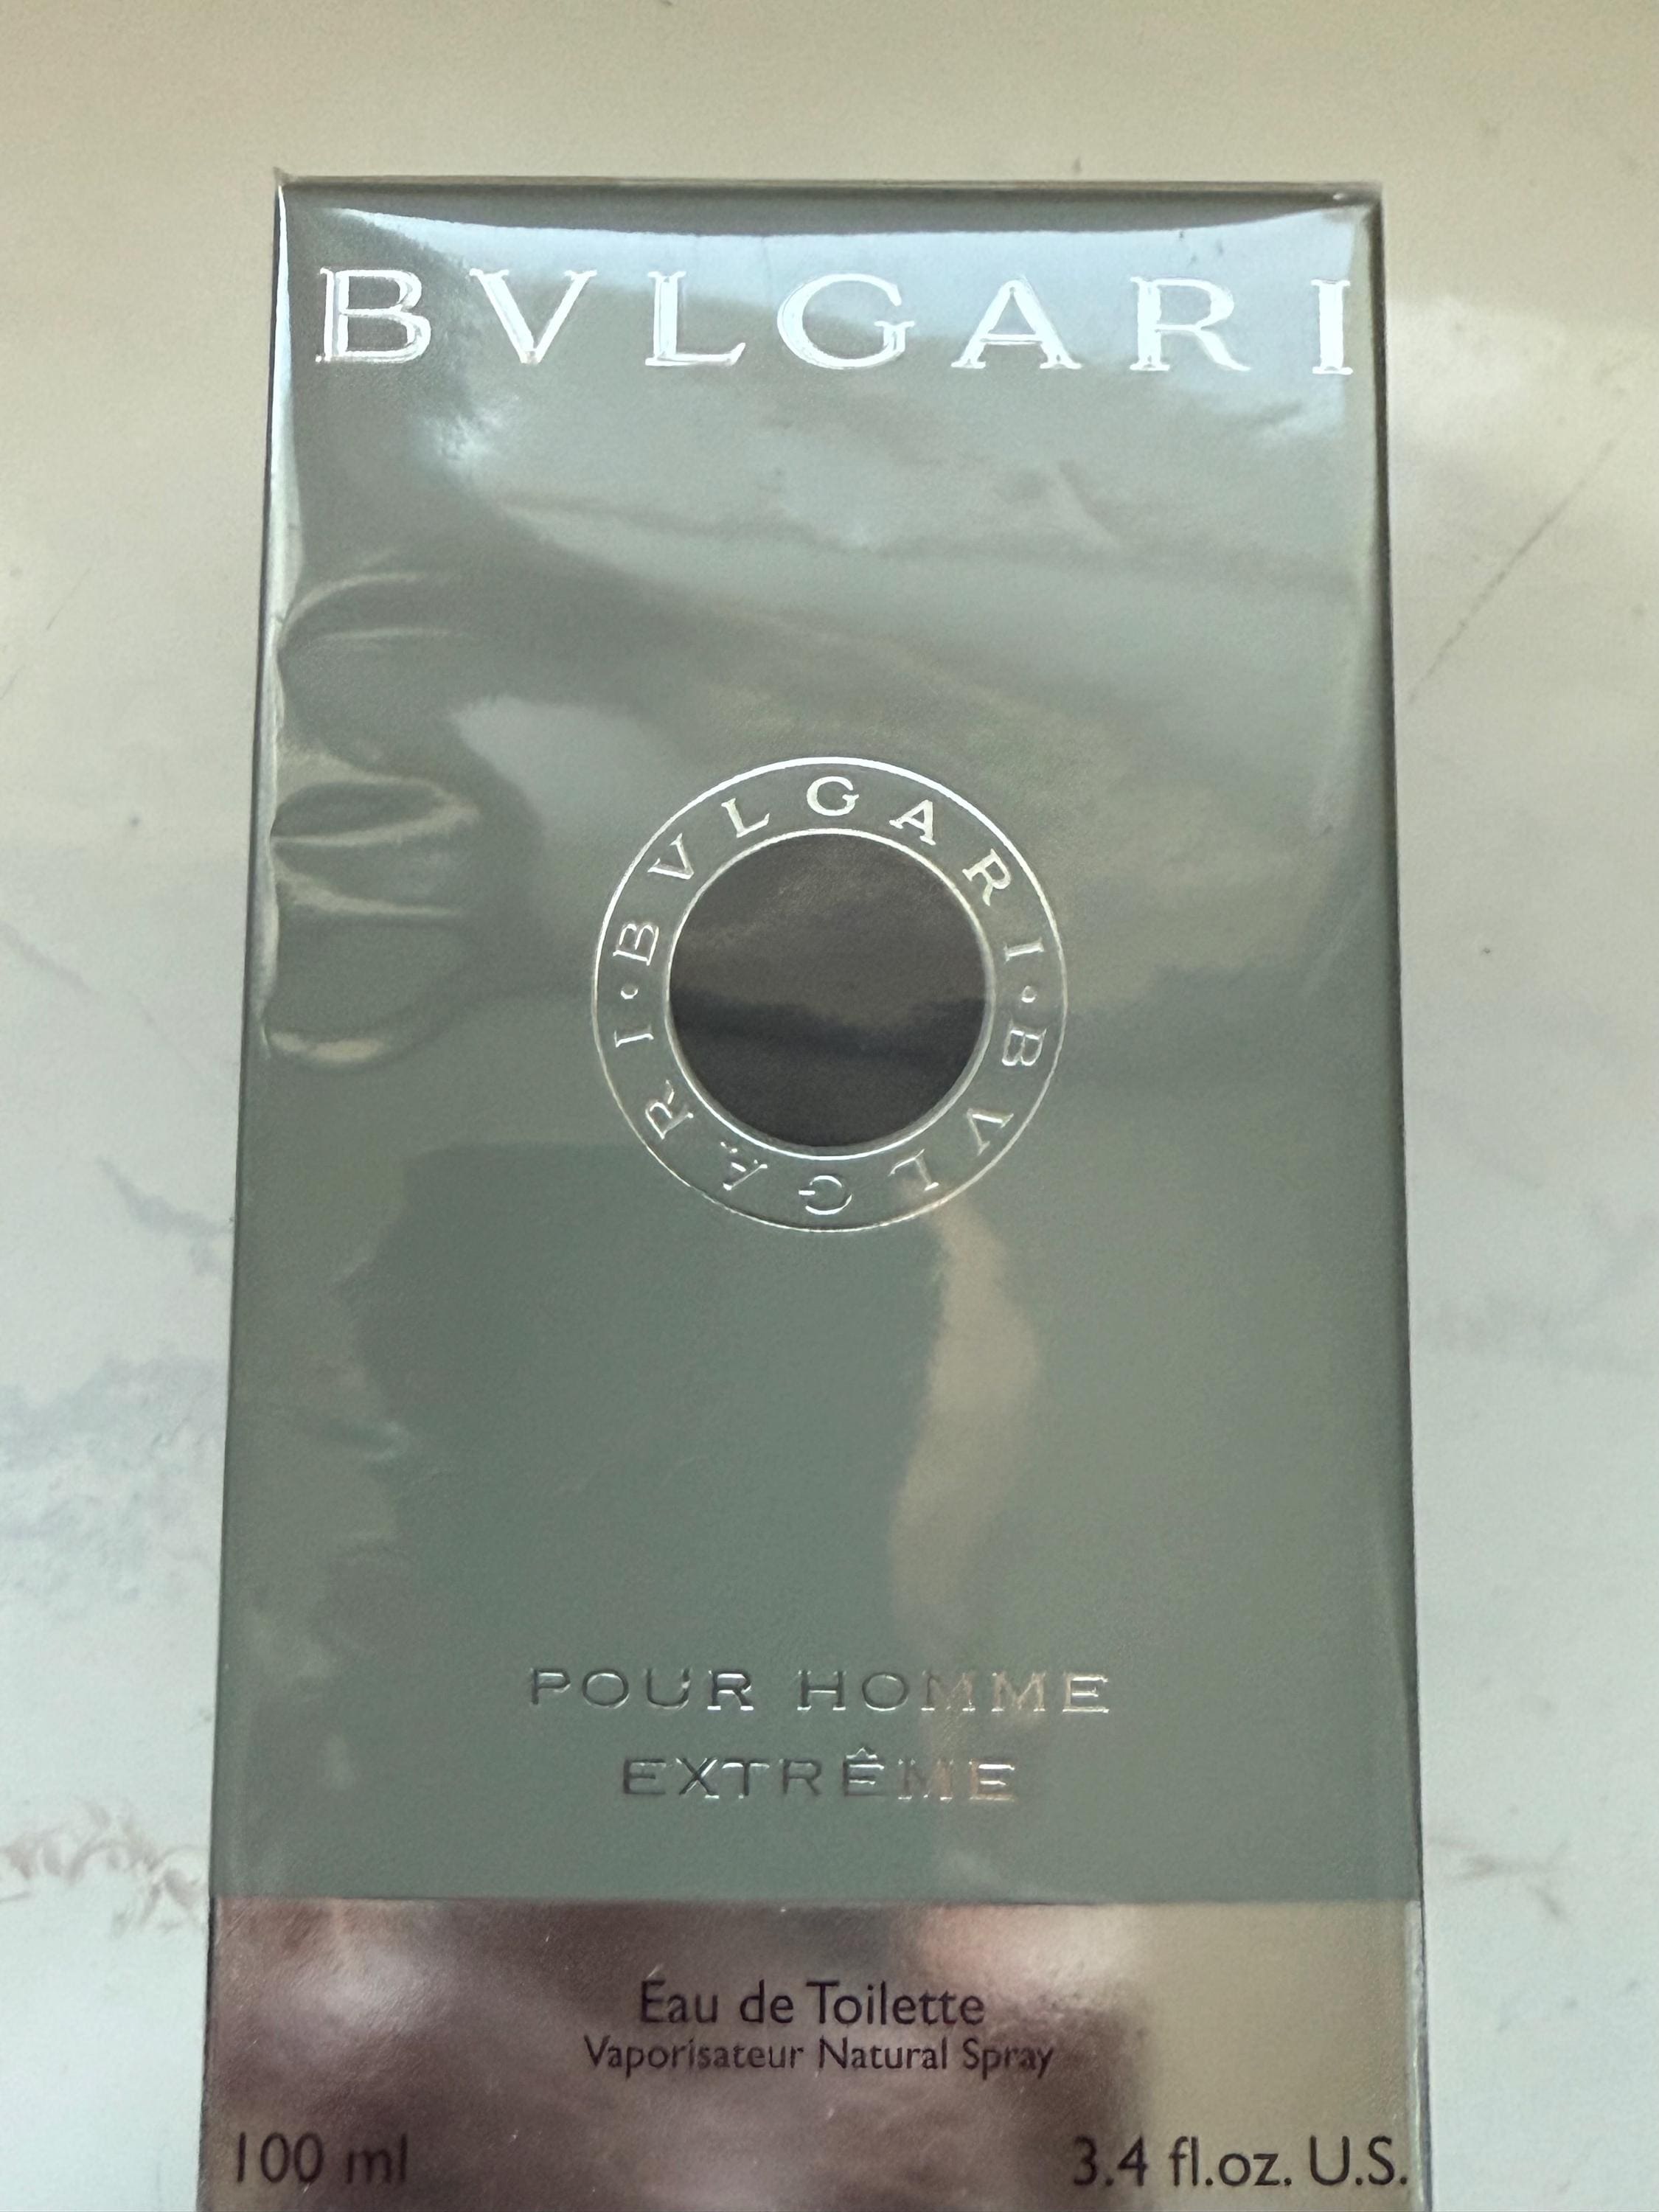 BVLGARI
BVLGARI • BVLGARI •
POUR HOMME
EXTRÊME
Eau de Toilette
Vaporisateur Natural Spray
100 ml 3.4 fl.oz. U.S.